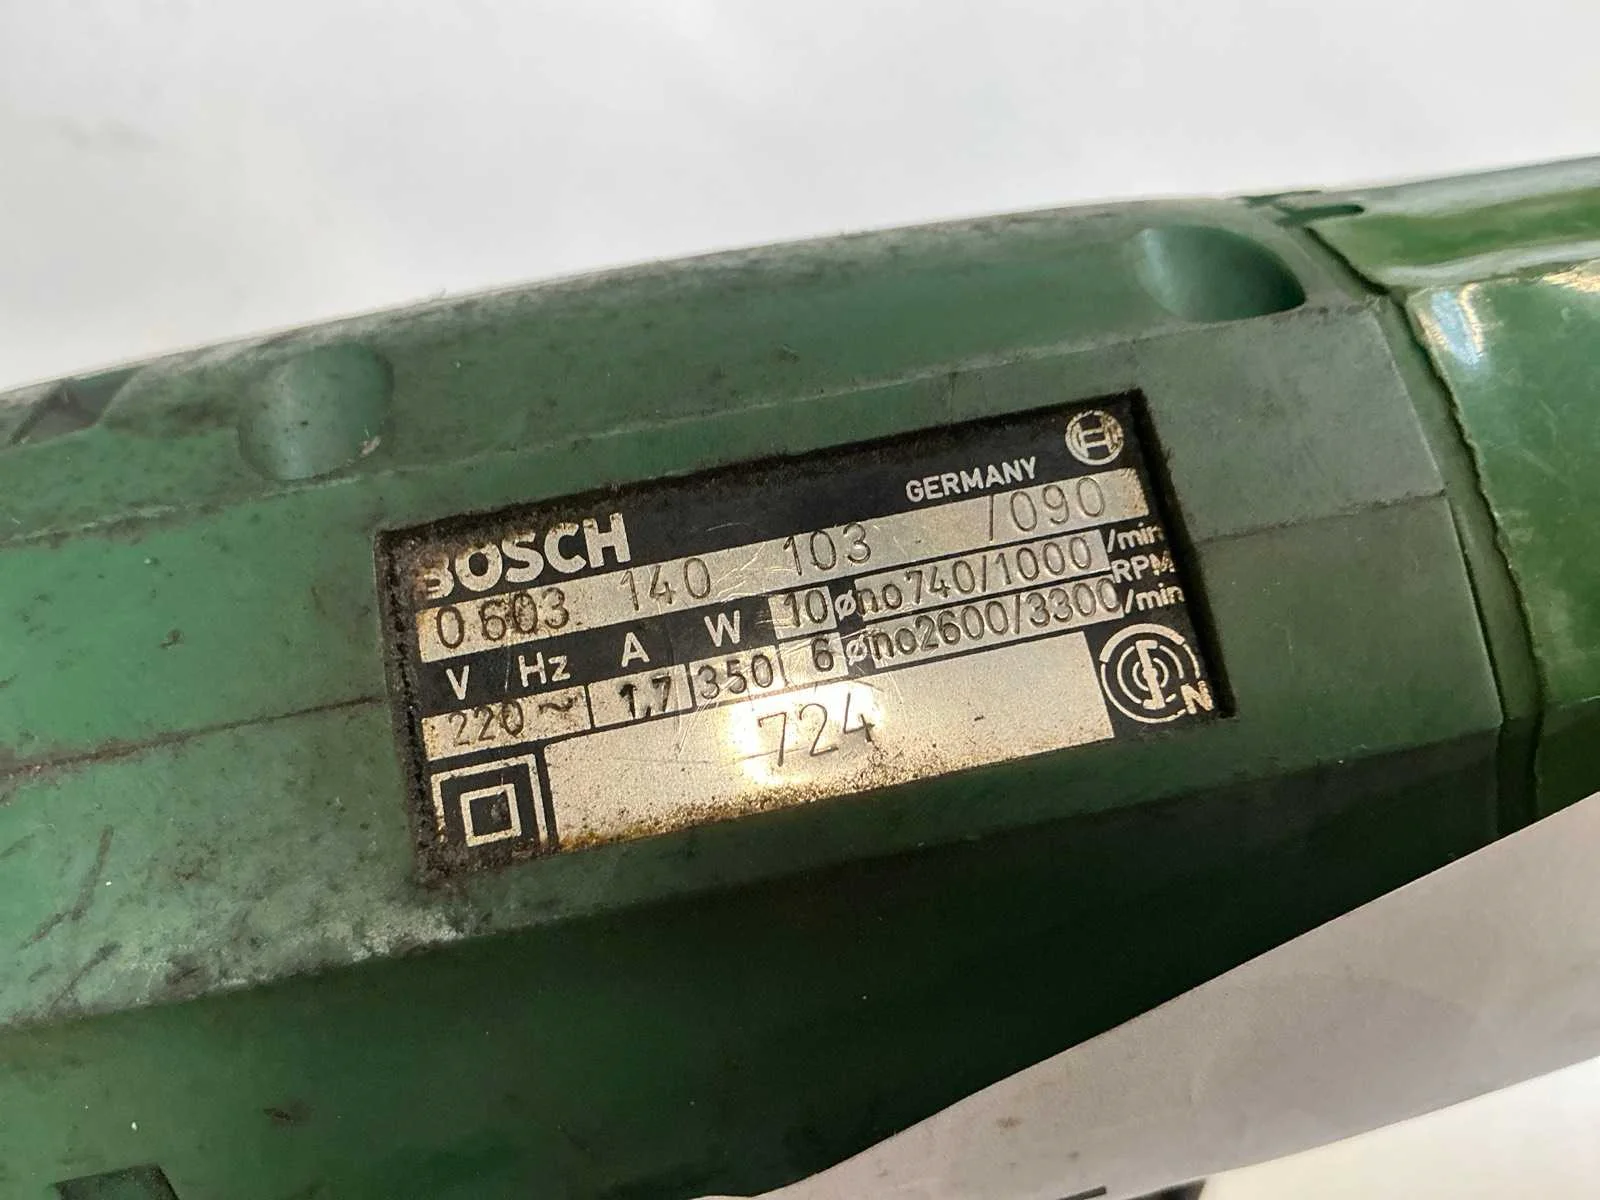 GERMANY
BOSCH
0 603 140 103 /090
V Hz A W 10 ø no 740/1000 /min
RPM
220 ~ 1,7 350 6 ø no 2600/3300 /min
724
N